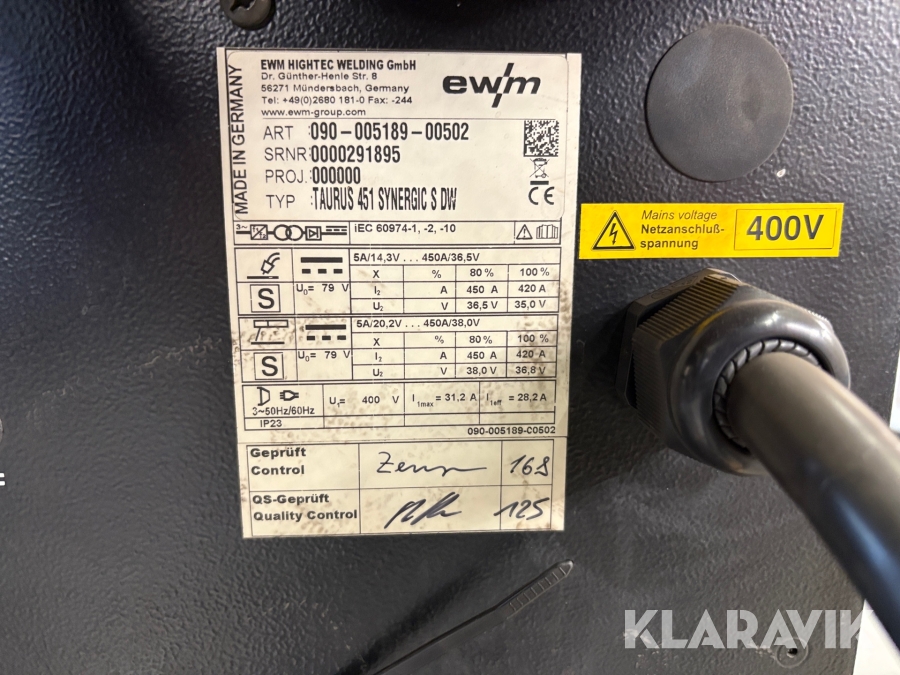 MADE IN GERMANY
EWM HIGHTEC WELDING GmbH
Dr. Günther-Henle Str. 8
56271 Mündersbach, Germany
Tel: +49(0)2680 181-0 Fax: -244
www.ewm-group.com
ewm
ART :090-005189-00502
SRNR:0000291895
PROJ.:000000
TYP :TAURUS 451 SYNERGIC S DW
CE
3~ IEC 60974-1, -2, -10
5A/14,3V...450A/36,5V
X % 80% 100%
S U₀= 79 V I₂ A 450 A 420 A
U₂ V 36,5 V 35,0 V
5A/20,2V...450A/38,0V
X % 80% 100%
S U₀= 79 V I₂ A 450 A 420 A
U₂ V 38,0 V 36,8 V
3~50Hz/60Hz U₁= 400 V I1max = 31,2 A I1eff = 28,2A
IP23 090-005189-00502
Geprüft
Control 168
QS-Geprüft
Quality Control 125
Mains voltage
Netzanschluß-
spannung
400V
KLARAVIK